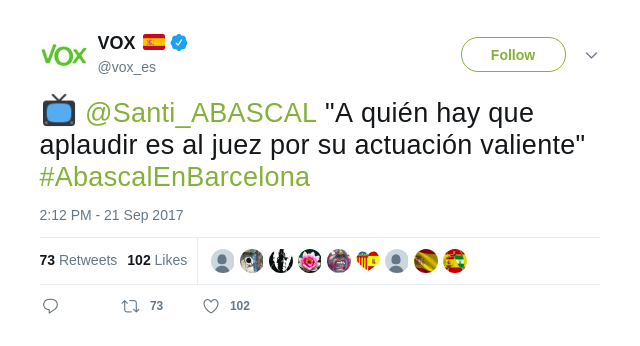 VOX
VOX
@vox_es
Follow
@Santi_ABASCAL "A quién hay que
aplaudir es al juez por su actuación valiente"
#AbascalEnBarcelona
2:12 PM - 21 Sep 2017
73 Retweets 102 Likes
73 102